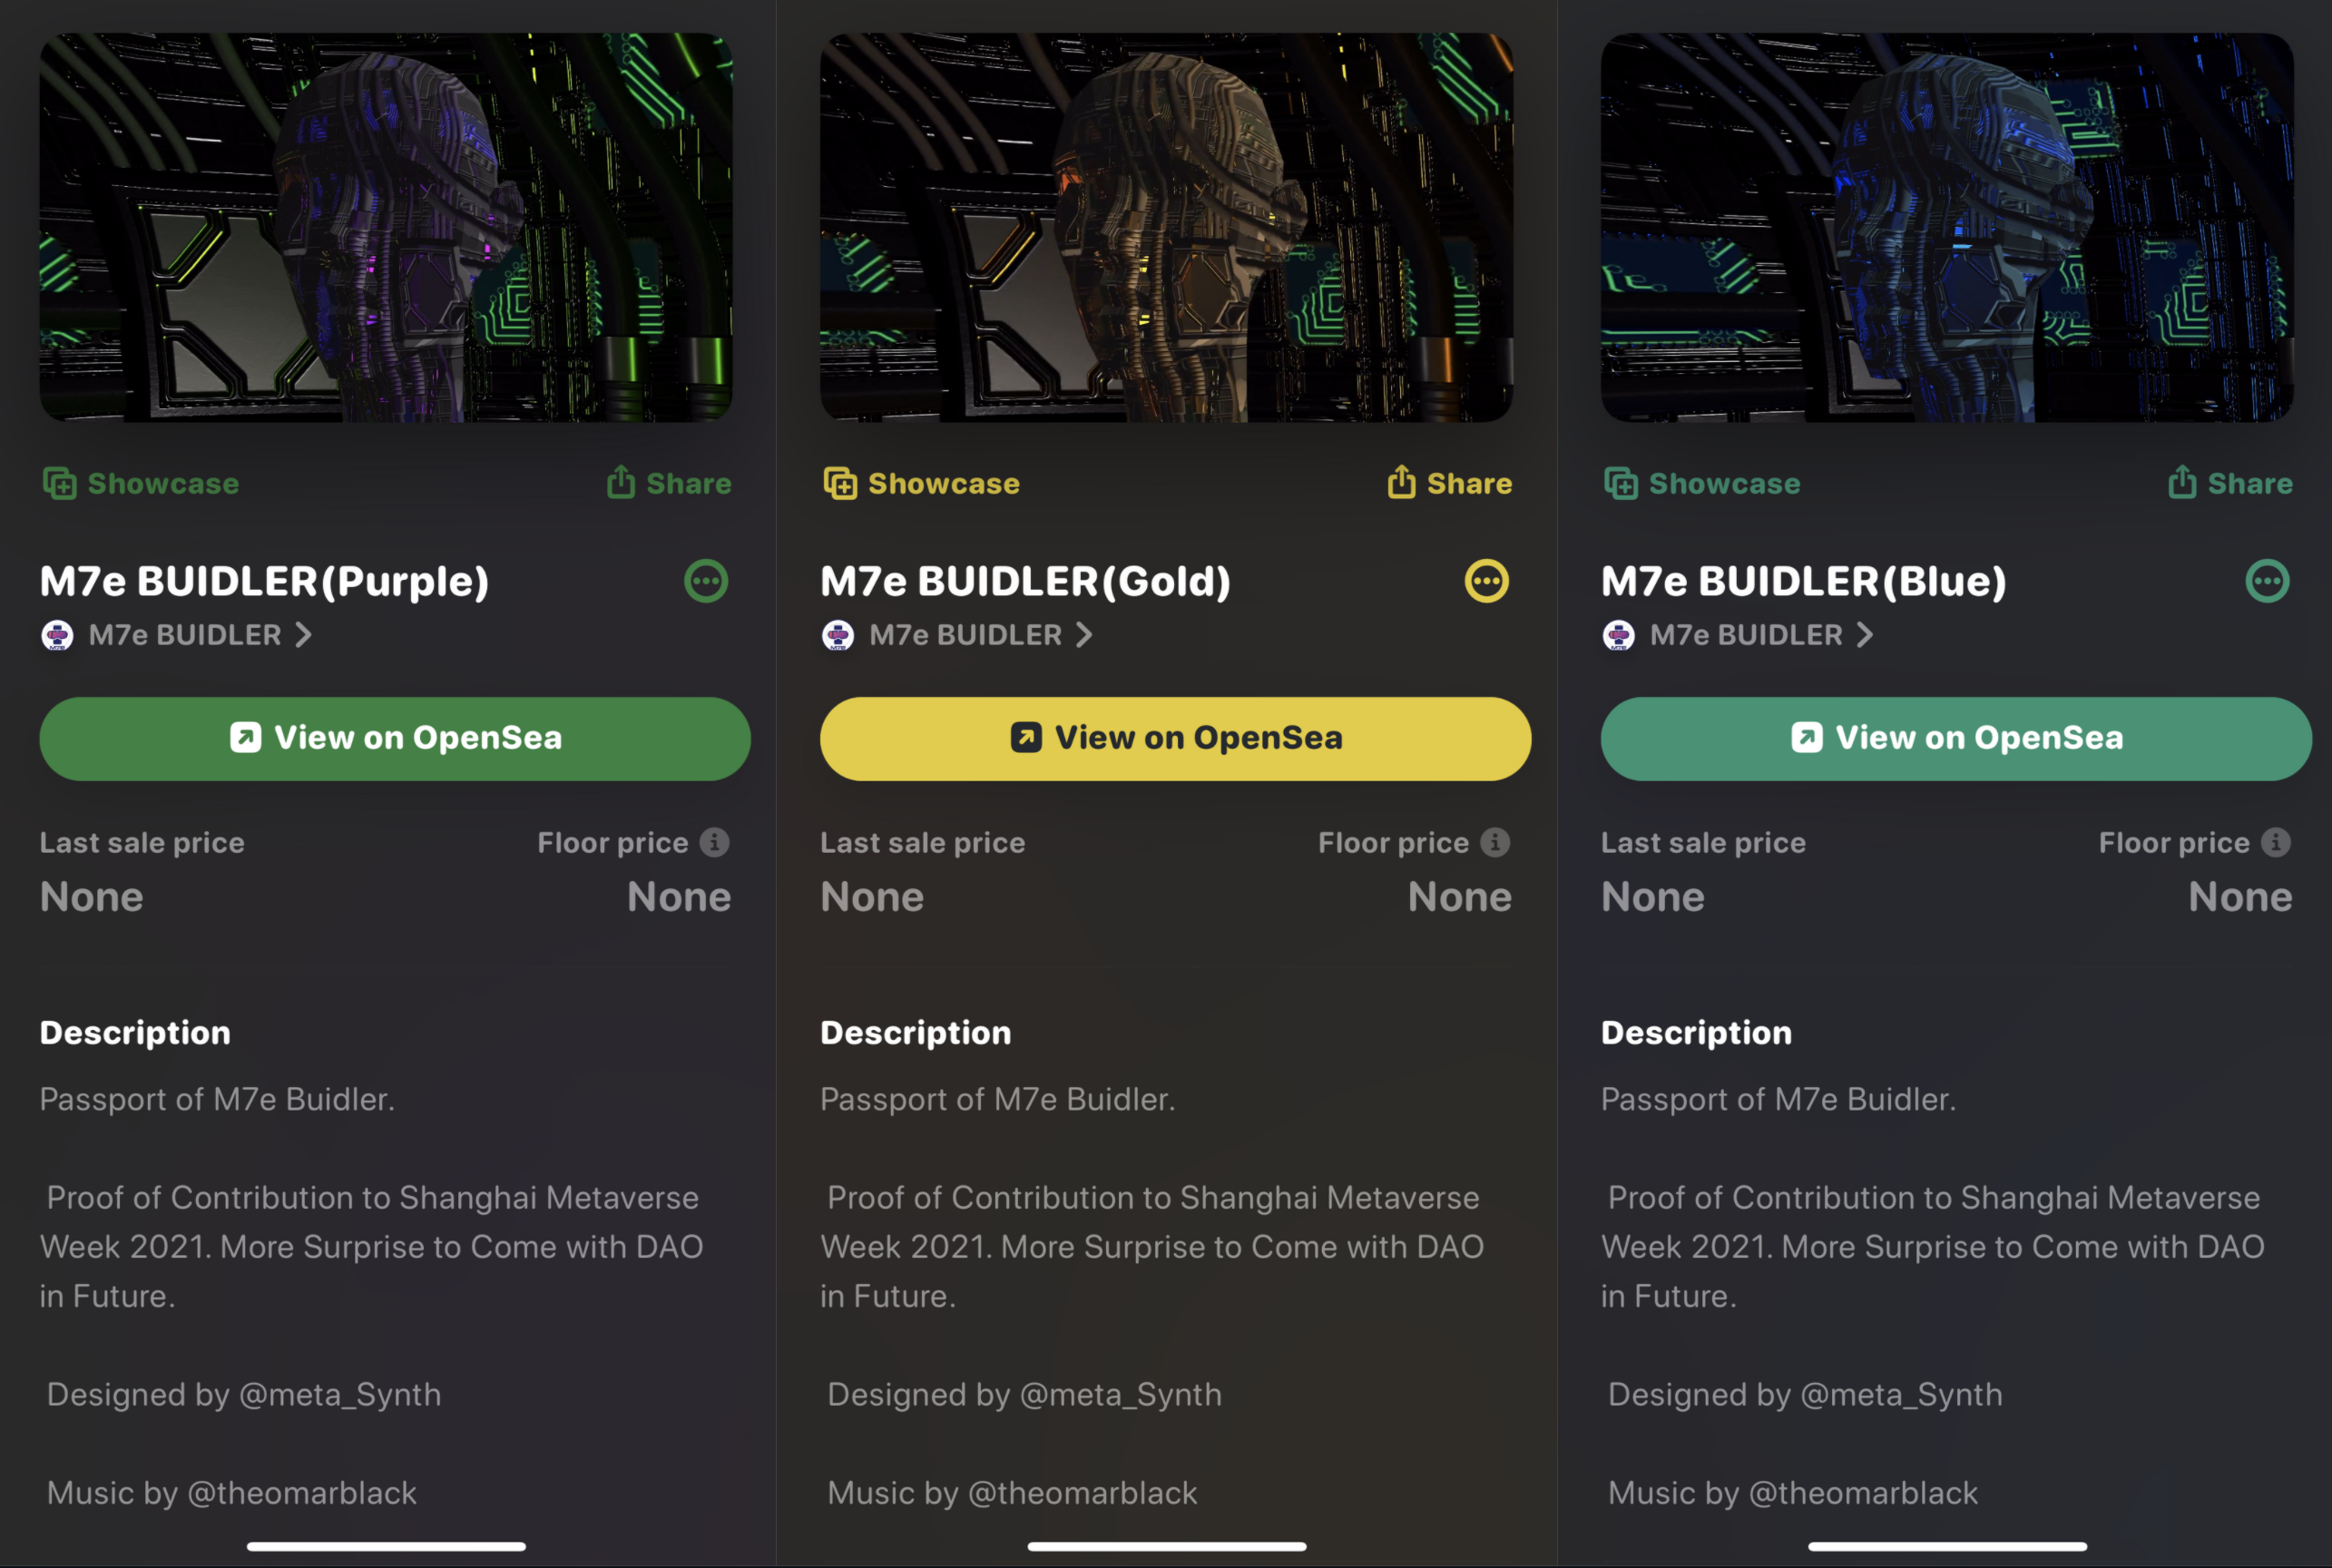 Showcase
Share
M7e BUIDLER(Purple)
M7e BUIDLER
View on OpenSea
Last sale price
Floor price
None
None
Description
Passport of M7e Buidler.
Proof of Contribution to Shanghai Metaverse
Week 2021. More Surprise to Come with DAO
in Future.
Designed by @meta_Synth
Music by @theomarblack
Showcase
Share
M7e BUIDLER(Gold)
M7e BUIDLER
View on OpenSea
Last sale price
Floor price
None
None
Description
Passport of M7e Buidler.
Proof of Contribution to Shanghai Metaverse
Week 2021. More Surprise to Come with DAO
in Future.
Designed by @meta_Synth
Music by @theomarblack
Showcase
Share
M7e BUIDLER(Blue)
M7e BUIDLER
View on OpenSea
Last sale price
Floor price
None
None
Description
Passport of M7e Buidler.
Proof of Contribution to Shanghai Metaverse
Week 2021. More Surprise to Come with DAO
in Future.
Designed by @meta_Synth
Music by @theomarblack